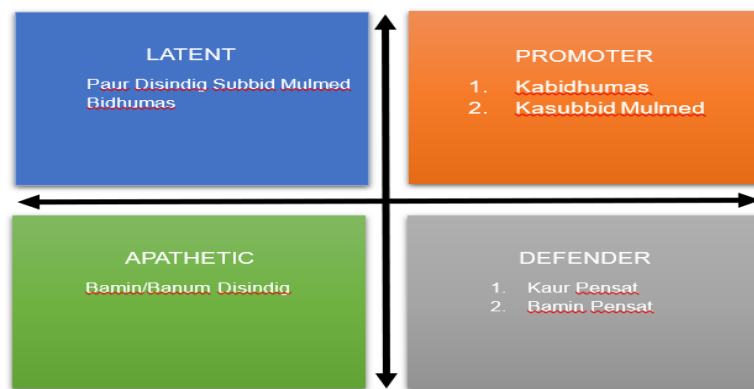 LATENT
Paur Disindig Subbid Mulmed
Bidhumas
PROMOTER
1. Kabidhumas
2. Kasubbid Mulmed
APATHETIC
Bamin/Banum Disindig
DEFENDER
1. Kaur Pensat
2. Bamin Pensat